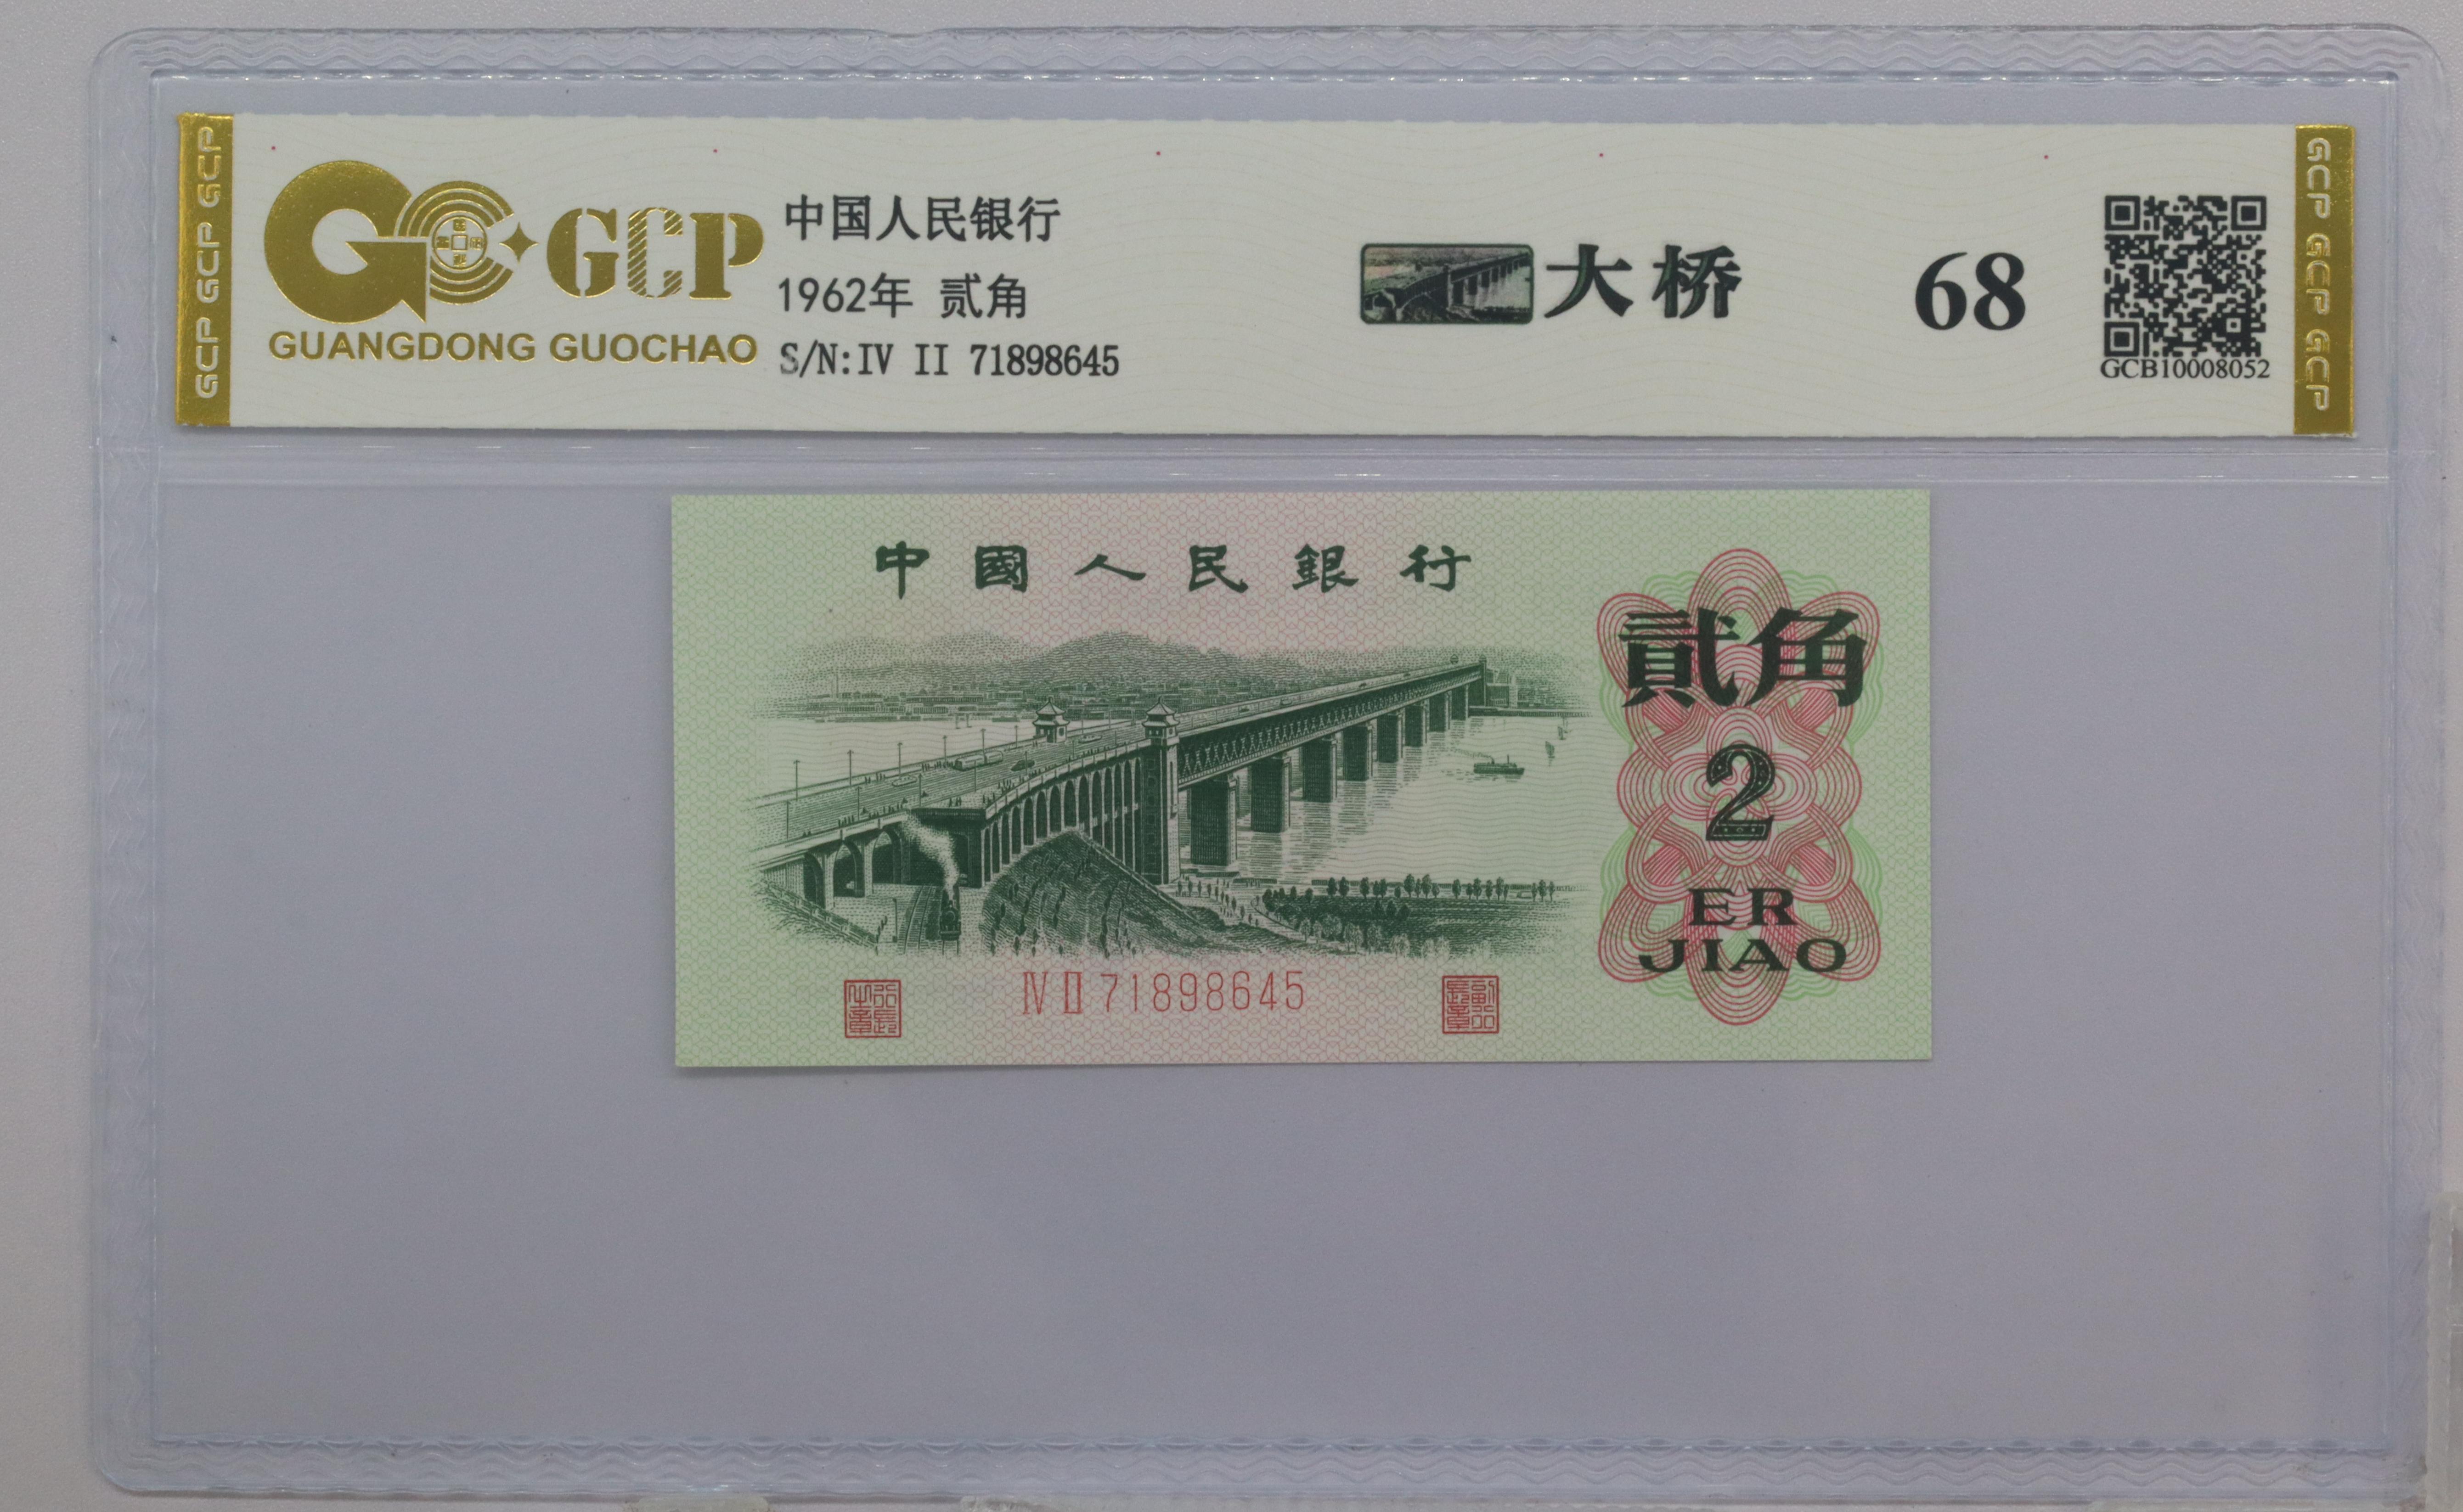 GCP GCP GCP
GCP
GUANGDONG GUOCHAO
中国人民银行
1962年 贰角
S/N:IV II 71898645
大桥
68
GCB10008052
GCP GCP GCP
中國人民銀行
貳角
2
ER
JIAO
IV II 71898645